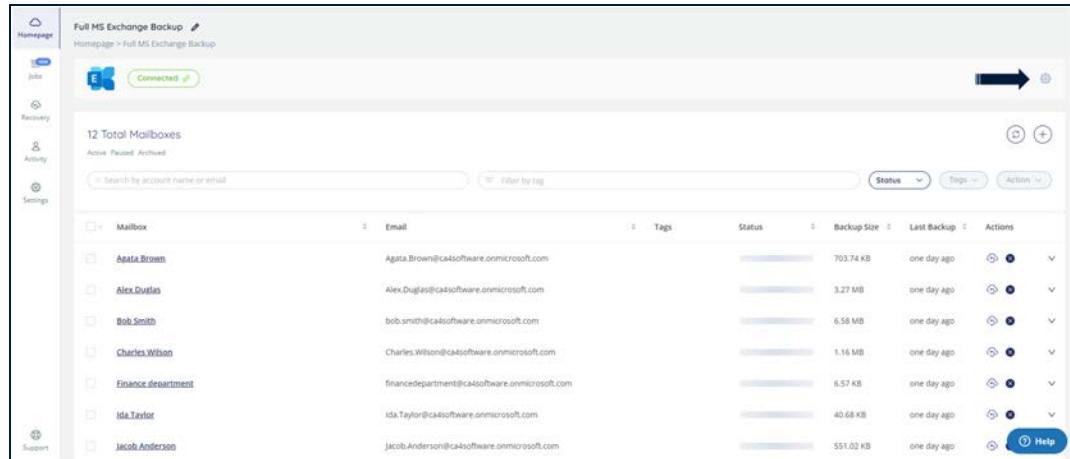 Homepage
Full MS Exchange Backup
Homepage > Full MS Exchange Backup
NEW
Jobs
E
Connected
Recovery
12 Total Mailboxes
Active Paused Archived
Activity
Search by account name or email
Filter by tag
Status
Tags
Action
Settings
Mailbox Email Tags Status Backup Size Last Backup Actions
Agata Brown Agata.Brown@ca4software.onmicrosoft.com 703.74 KB one day ago
Alex Duglas Alex.Duglas@ca4software.onmicrosoft.com 3.27 MB one day ago
Bob Smith bob.smith@ca4software.onmicrosoft.com 6.58 MB one day ago
Charles Wilson Charles.Wilson@ca4software.onmicrosoft.com 1.16 MB one day ago
Finance department financedepartment@ca4software.onmicrosoft.com 6.57 KB one day ago
Ida Taylor Ida.Taylor@ca4software.onmicrosoft.com 40.68 KB one day ago
Jacob Anderson Jacob.Anderson@ca4software.onmicrosoft.com 551.02 KB one day ago
Support
Help